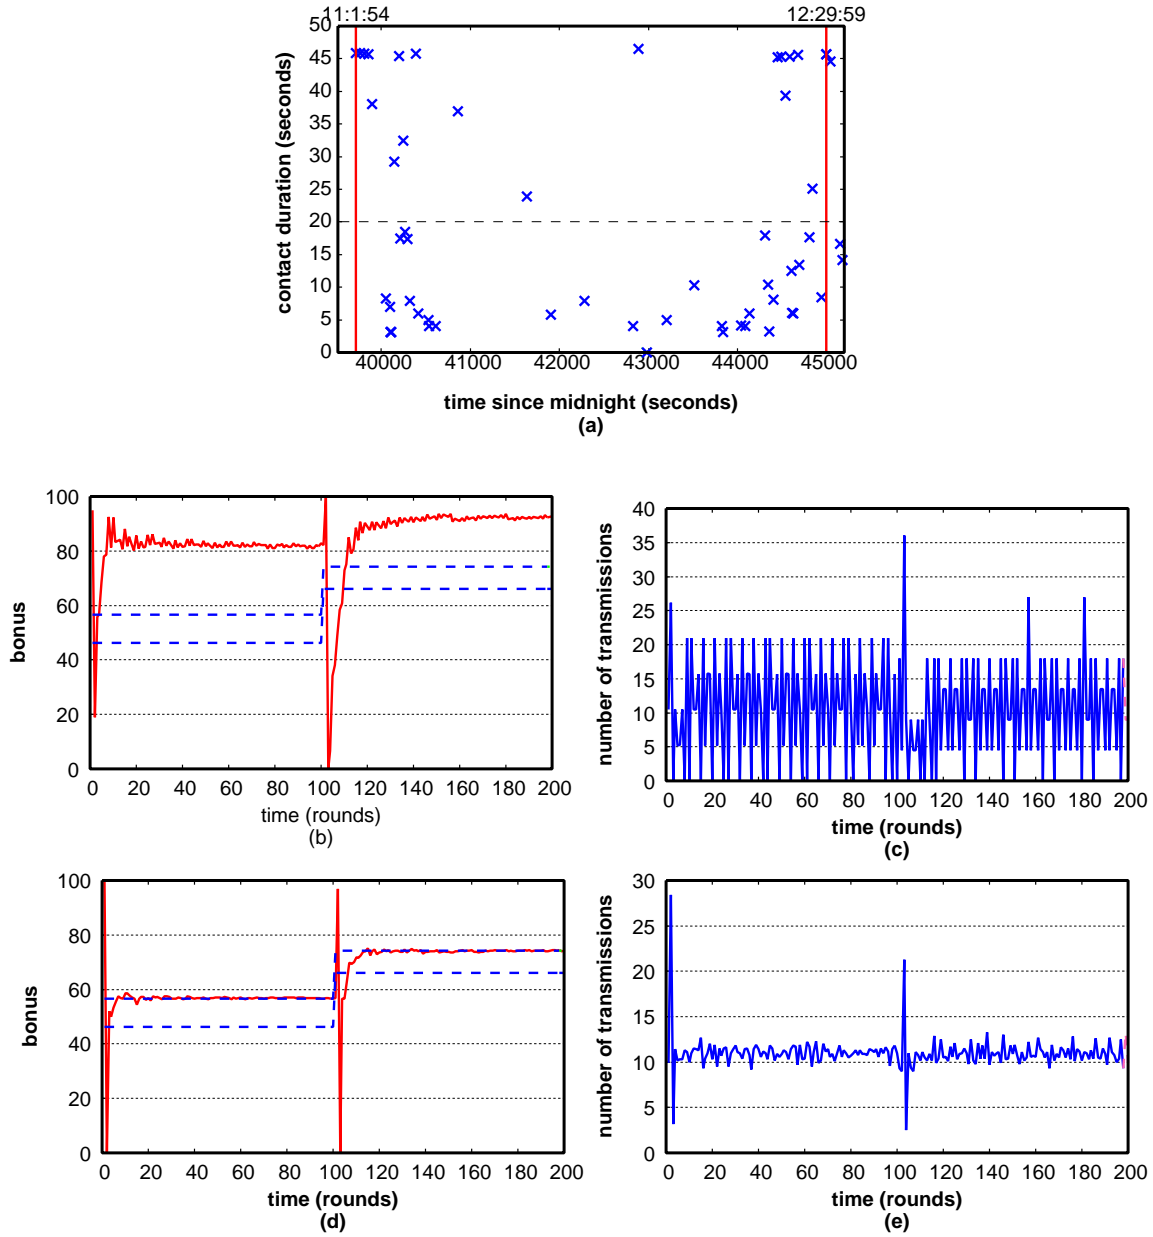 11:1:54 12:29:59
50
45
40
35
30
25
20
15
10
5
0
contact duration (seconds)
40000 41000 42000 43000 44000 45000
time since midnight (seconds)
(a)
100
80
60
40
20
0
bonus
0 20 40 60 80 100 120 140 160 180 200
time (rounds)
(b)
40
35
30
25
20
15
10
5
0
number of transmissions
0 20 40 60 80 100 120 140 160 180 200
time (rounds)
(c)
100
80
60
40
20
0
bonus
0 20 40 60 80 100 120 140 160 180 200
time (rounds)
(d)
30
25
20
15
10
5
0
number of transmissions
0 20 40 60 80 100 120 140 160 180 200
time (rounds)
(e)